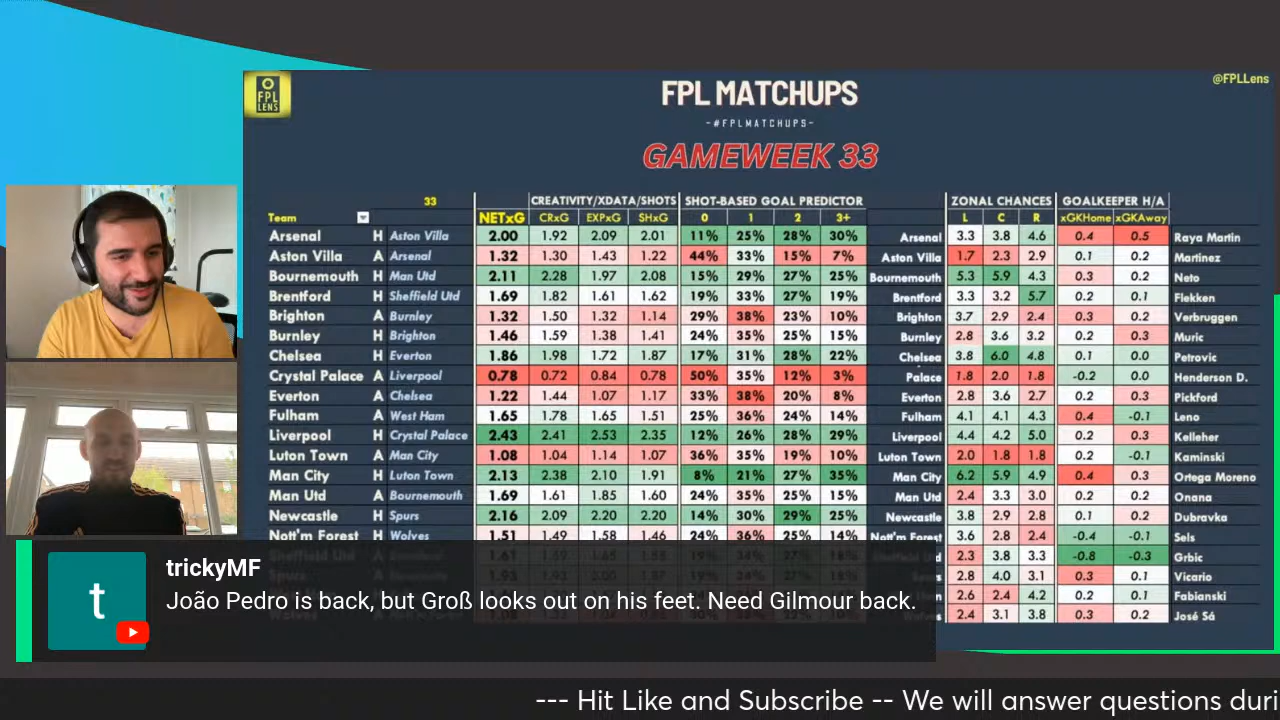 FPL LENS
FPL MATCHUPS
-#FPLMATCHUPS-
GAMEWEEK 33
@FPLLens
33 CREATIVITY/XDATA/SHOTS SHOT-BASED GOAL PREDICTOR ZONAL CHANCES GOALKEEPER H/A
Team NETxG CRxG EXPxG SHxG 0 1 2 3+ L C R xGKHome xGKAway
Arsenal H Aston Villa 2.00 1.92 2.09 2.01 11% 25% 28% 30% Arsenal 3.3 3.8 4.6 0.4 0.5 Raya Martin
Aston Villa A Arsenal 1.32 1.30 1.43 1.22 44% 33% 15% 7% Aston Villa 1.7 2.3 2.9 0.1 0.2 Martinez
Bournemouth H Man Utd 2.11 2.28 1.97 2.08 15% 29% 27% 25% Bournemouth 5.3 5.9 4.3 0.3 0.2 Neto
Brentford H Sheffield Utd 1.69 1.82 1.61 1.62 19% 33% 27% 19% Brentford 3.3 3.2 5.7 0.2 0.1 Flekken
Brighton A Burnley 1.32 1.50 1.32 1.14 29% 38% 23% 10% Brighton 3.7 2.9 2.4 0.3 0.2 Verbruggen
Burnley H Brighton 1.46 1.59 1.38 1.41 24% 35% 25% 15% Burnley 2.8 3.6 3.2 0.2 0.3 Muric
Chelsea H Everton 1.86 1.98 1.72 1.87 17% 31% 28% 22% Chelsea 3.8 6.0 4.8 0.1 0.0 Petrovic
Crystal Palace A Liverpool 0.78 0.72 0.84 0.78 50% 35% 12% 3% Palace 1.8 2.0 1.8 -0.2 0.0 Henderson D.
Everton A Chelsea 1.22 1.44 1.07 1.17 33% 38% 20% 8% Everton 2.8 3.6 2.7 0.2 0.3 Pickford
Fulham A West Ham 1.65 1.78 1.65 1.51 25% 36% 24% 14% Fulham 4.1 4.1 4.3 0.4 -0.1 Leno
Liverpool H Crystal Palace 2.43 2.41 2.53 2.35 12% 26% 28% 29% Liverpool 4.4 4.2 5.0 0.2 0.3 Kelleher
Luton Town A Man City 1.08 1.04 1.14 1.07 36% 35% 19% 10% Luton Town 2.0 1.8 1.8 0.2 -0.1 Kaminski
Man City H Luton Town 2.13 2.38 2.10 1.91 8% 21% 27% 35% Man City 6.2 5.9 4.9 0.4 0.3 Ortega Moreno
Man Utd A Bournemouth 1.69 1.61 1.85 1.60 24% 35% 25% 15% Man Utd 2.4 3.3 3.0 0.2 0.2 Onana
Newcastle H Spurs 2.16 2.09 2.20 2.20 14% 30% 29% 25% Newcastle 3.8 2.9 2.8 0.1 0.2 Dubravka
Nott'm Forest H Wolves 1.51 1.49 1.58 1.46 24% 36% 25% 14% Nott'm Forest 3.6 2.8 2.4 -0.4 -0.1 Sels
2.3 3.8 3.3 -0.8 -0.3 Grbic
2.8 4.0 3.1 0.3 0.1 Vicario
2.6 2.4 4.2 0.2 0.1 Fabianski
2.4 3.1 3.8 0.3 0.2 José Sá
t
trickyMF
João Pedro is back, but Groß looks out on his feet. Need Gilmour back.
--- Hit Like and Subscribe -- We will answer questions duri